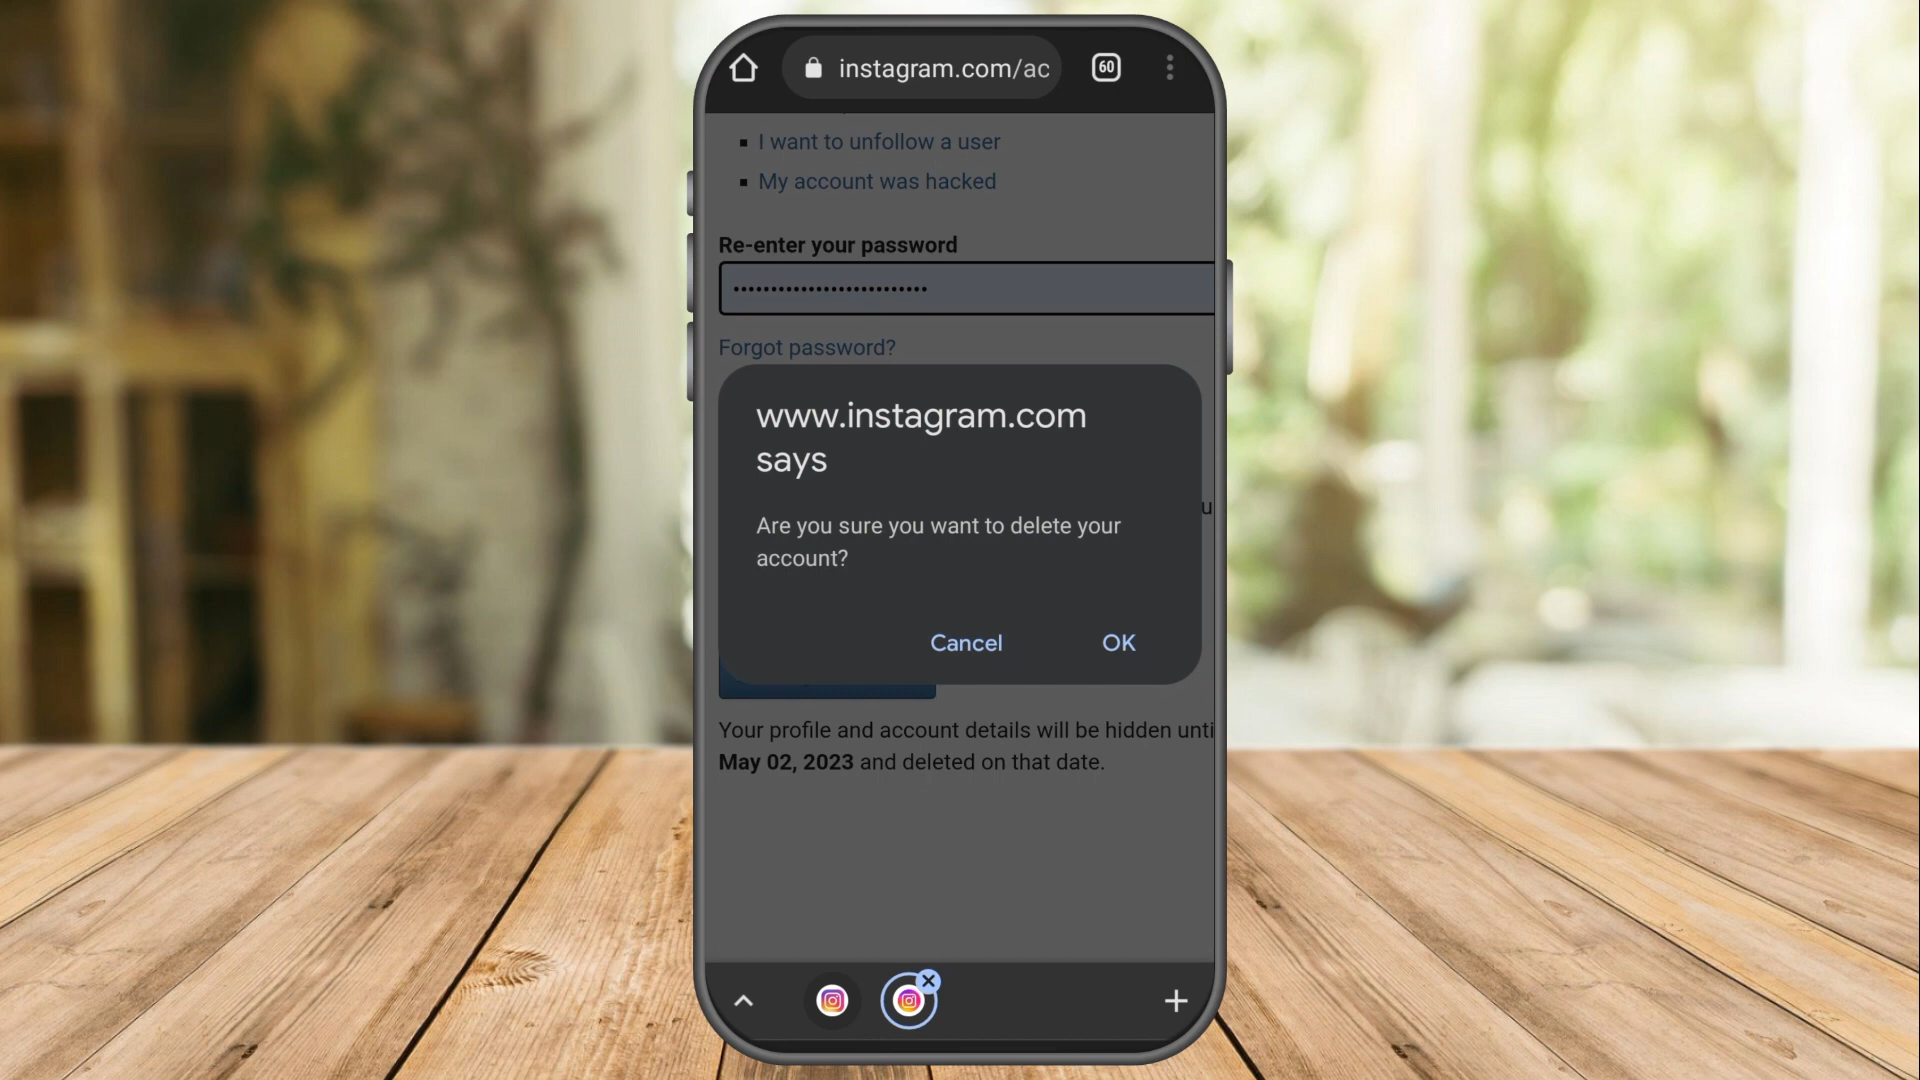 instagram.com/ac
60
I want to unfollow a user
My account was hacked
Re-enter your password
Forgot password?
www.instagram.com
says
Are you sure you want to delete your
account?
Cancel
OK
Your profile and account details will be hidden unti
May 02, 2023 and deleted on that date.